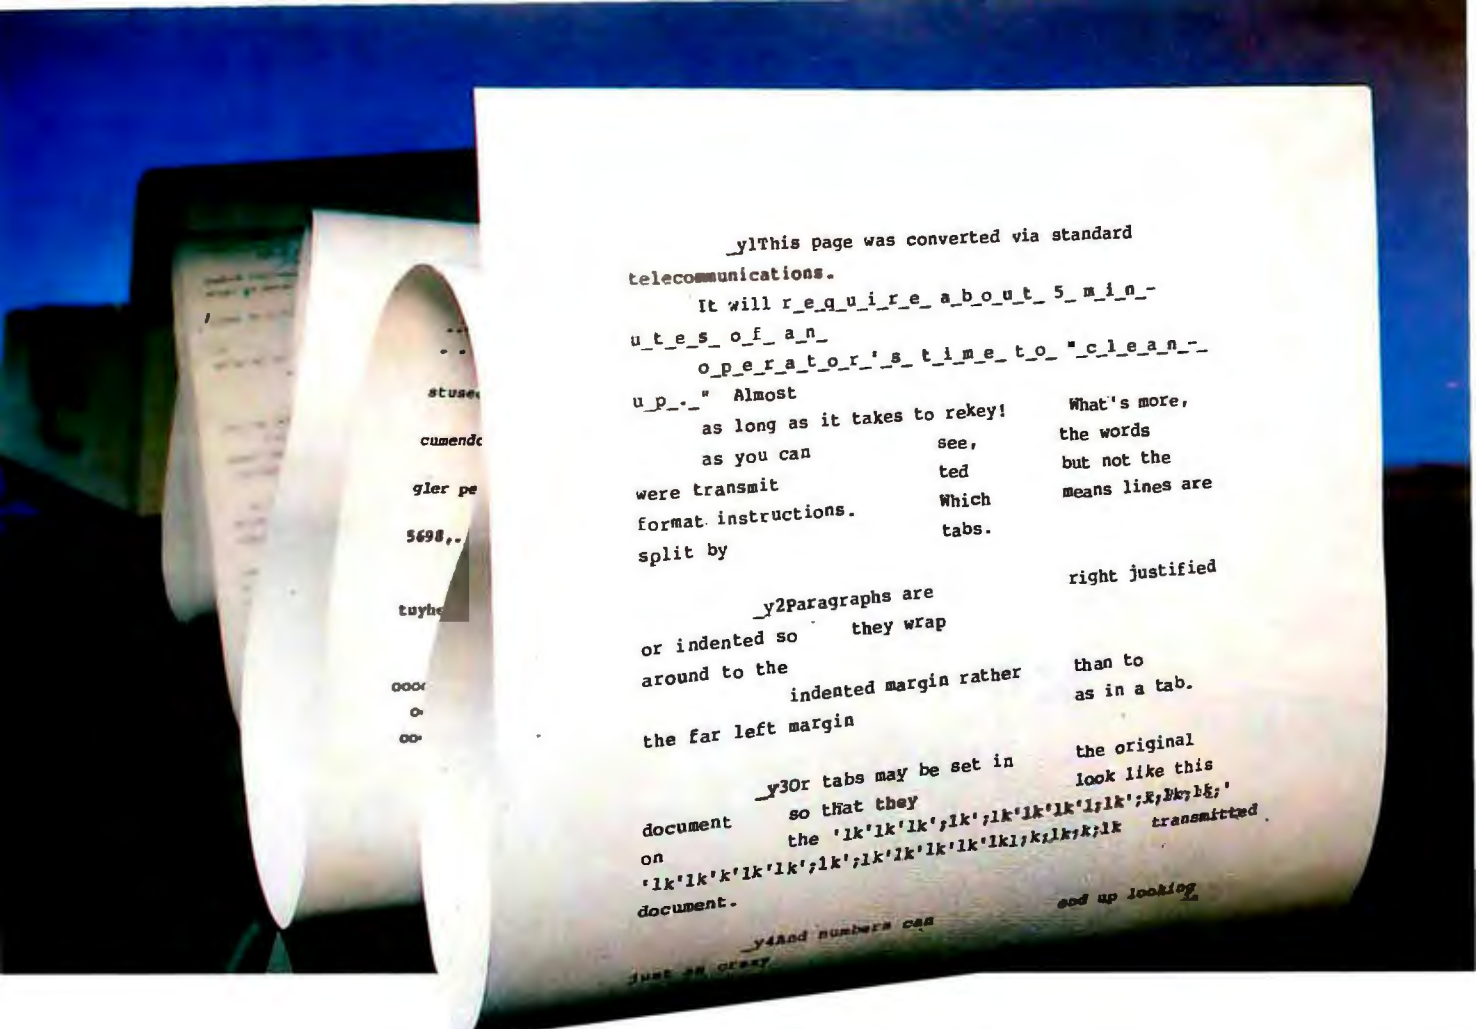 _y1This page was converted via standard
telecommunications.
It will r_e_q_u_i_r_e_ a_b_o_u_t_ 5_ m_i_n_-
u_t_e_s_ o_f_ a_n_
o_p_e_r_a_t_o_r_'_s_ t_i_m_e_ t_o_ "_c_l_e_a_n_-_
u_p_._" Almost
as long as it takes to rekey! What's more,
as you can see, the words
were transmit ted but not the
format instructions. Which means lines are
split by tabs.
_y2Paragraphs are right justified
or indented so they wrap
around to the
indented margin rather than to
the far left margin as in a tab.
_y3Or tabs may be set in the original
document so that they look like this
on the
document. transmitted
_y4And numbers can end up looking
just as crazy
cumendo
gler pe
5698,.